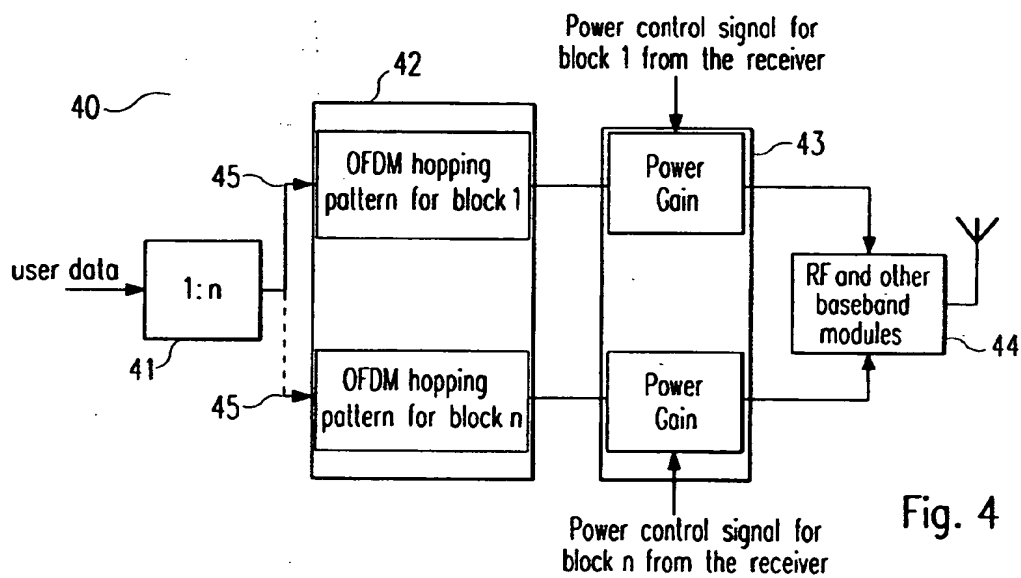 Power control signal for
block 1 from the receiver
42
40
43
45
OFDM hopping
pattern for block 1
Power
Gain
user data
1:n
RF and other
baseband
modules
41
44
45
OFDM hopping
pattern for block n
Power
Gain
Fig. 4
Power control signal for
block n from the receiver